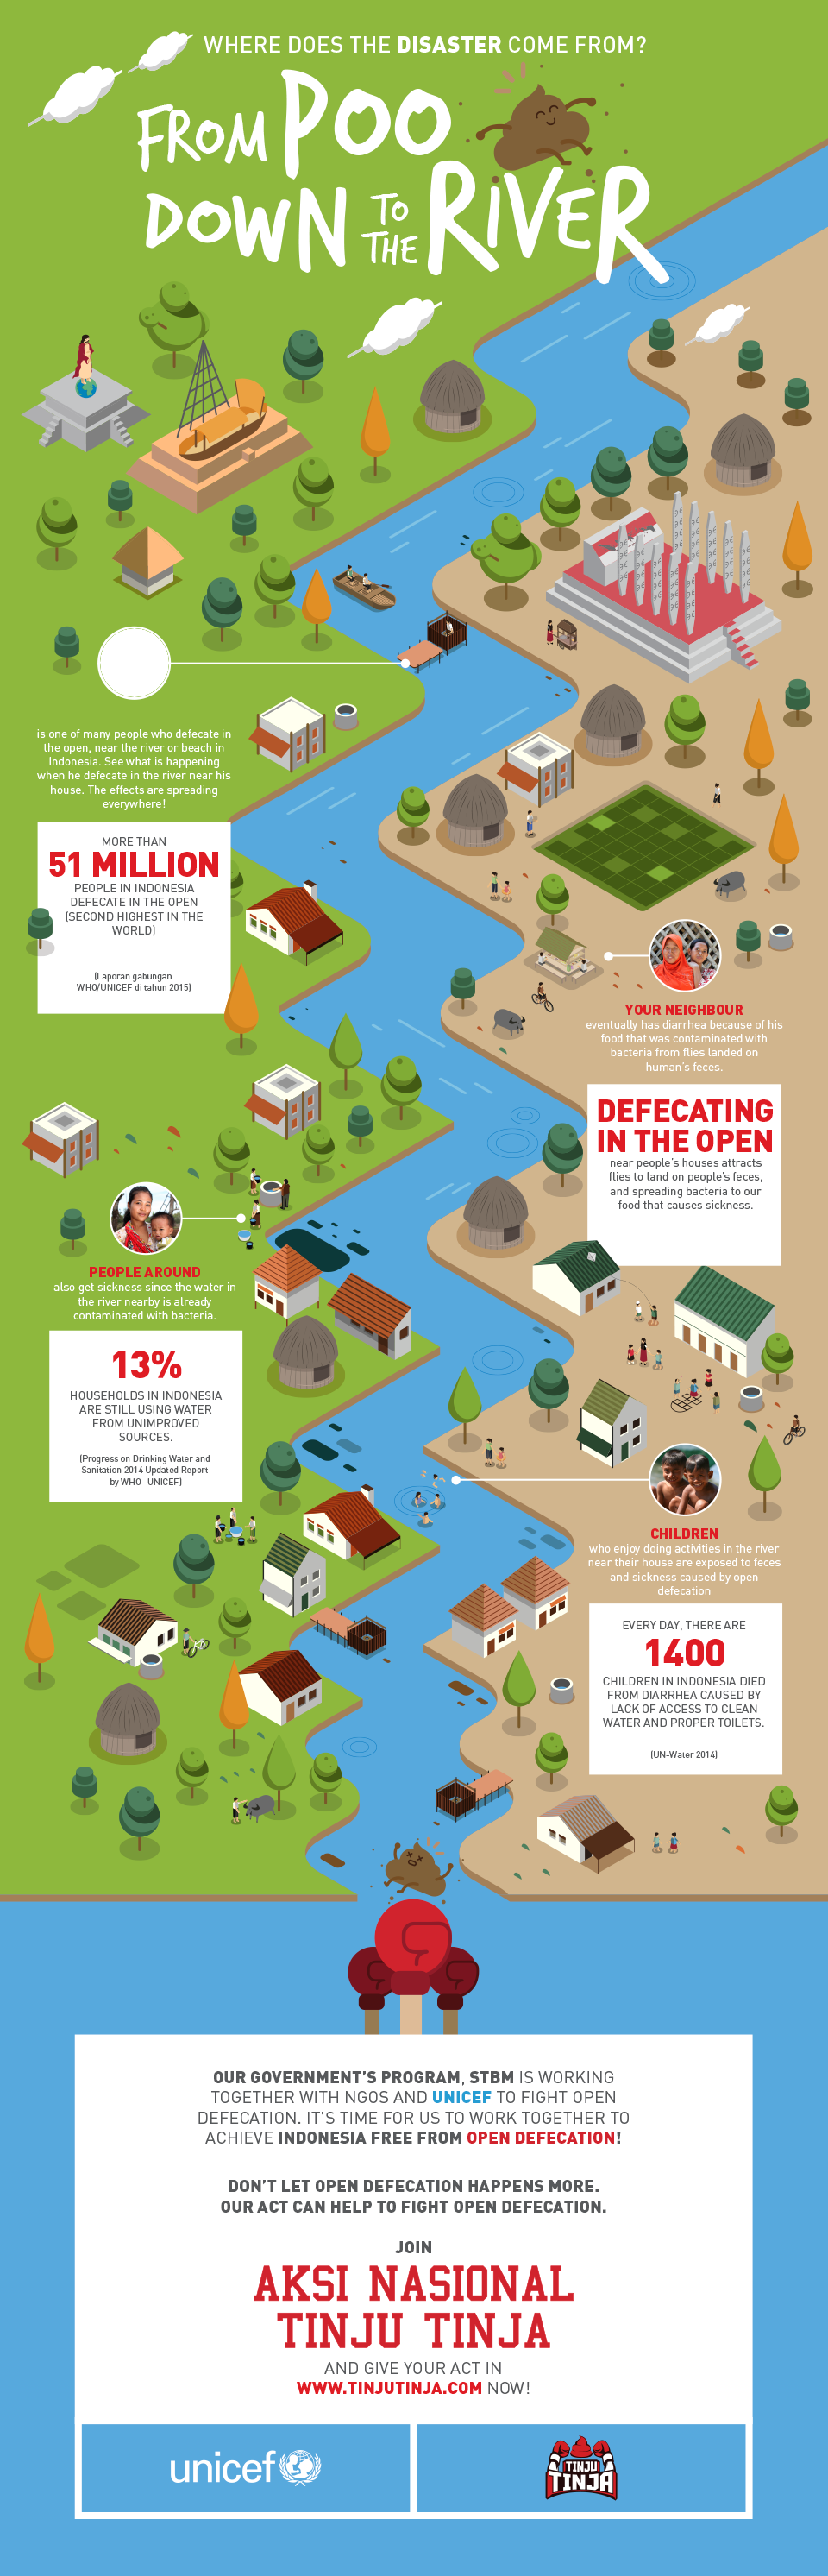 WHERE DOES THE DISASTER COME FROM?
FROM POO
DOWN TO THE RIVER
is one of many people who defecate in
the open, near the river or beach in
Indonesia. See what is happening
when he defecate in the river near his
house. The effects are spreading
everywhere!
MORE THAN
51 MILLION
PEOPLE IN INDONESIA
DEFECATE IN THE OPEN
(SECOND HIGHEST IN THE
WORLD)
(Laporan gabungan
WHO/UNICEF di tahun 2015)
YOUR NEIGHBOUR
eventually has diarrhea because of his
food that was contaminated with
bacteria from flies landed on
human's feces.
DEFECATING
IN THE OPEN
near people's houses attracts
flies to land on people's feces,
and spreading bacteria to our
food that causes sickness.
PEOPLE AROUND
also get sickness since the water in
the river nearby is already
contaminated with bacteria.
13%
HOUSEHOLDS IN INDONESIA
ARE STILL USING WATER
FROM UNIMPROVED
SOURCES.
(Progress on Drinking Water and
Sanitation 2014 Updated Report
by WHO- UNICEF)
CHILDREN
who enjoy doing activities in the river
near their house are exposed to feces
and sickness caused by open
defecation
EVERY DAY, THERE ARE
1400
CHILDREN IN INDONESIA DIED
FROM DIARRHEA CAUSED BY
LACK OF ACCESS TO CLEAN
WATER AND PROPER TOILETS.
(UN-Water 2014)
OUR GOVERNMENT'S PROGRAM, STBM IS WORKING
TOGETHER WITH NGOS AND UNICEF TO FIGHT OPEN
DEFECATION. IT'S TIME FOR US TO WORK TOGETHER TO
ACHIEVE INDONESIA FREE FROM OPEN DEFECATION!
DON'T LET OPEN DEFECATION HAPPENS MORE.
OUR ACT CAN HELP TO FIGHT OPEN DEFECATION.
JOIN
AKSI NASIONAL
TINJU TINJA
AND GIVE YOUR ACT IN
WWW.TINJUTINJA.COM NOW!
unicef
TINJU
TINJA